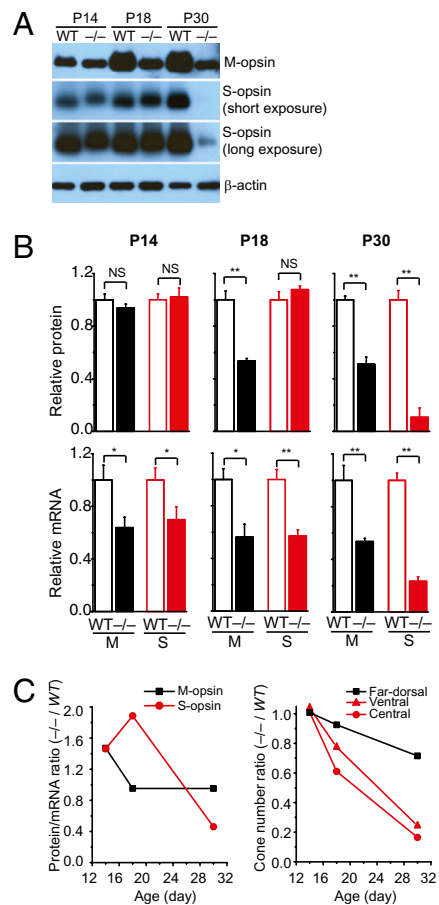 A
P14 P18 P30
WT −/− WT −/− WT −/−
M-opsin
S-opsin
(short exposure)
S-opsin
(long exposure)
β-actin
B
P14 P18 P30
Relative protein
1.2
0.8
0.4
0.0
NS NS
** NS
** **
Relative mRNA
1.2
0.8
0.4
0
* *
* **
** **
WT −/− WT −/− WT −/− WT −/− WT −/− WT −/−
M S M S M S
C
Protein/mRNA ratio (−/− / WT)
2.0
1.6
1.2
0.8
0.4
M-opsin
S-opsin
12 16 20 24 28 32
Age (day)
Cone number ratio (−/− / WT)
1.0
0.8
0.6
0.4
0.2
0
Far-dorsal
Ventral
Central
12 16 20 24 28 32
Age (day)